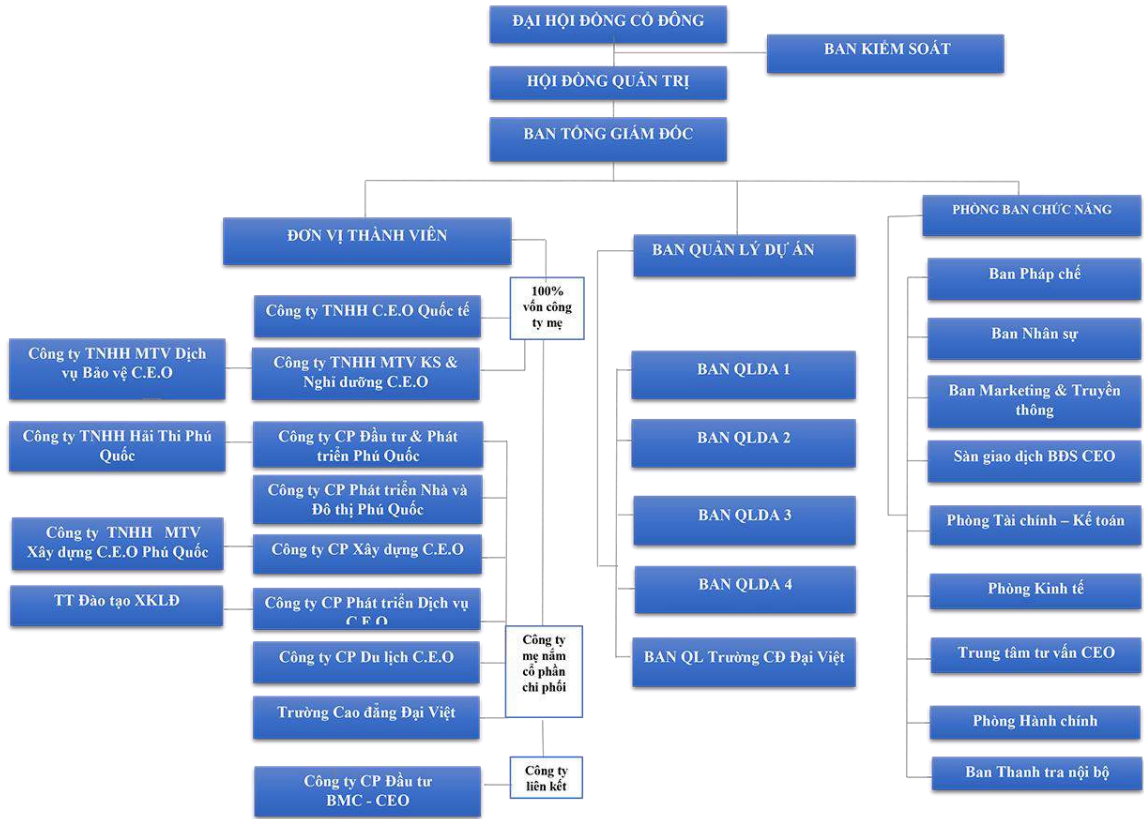 ĐẠI HỘI ĐỒNG CỔ ĐÔNG
BAN KIỂM SOÁT
HỘI ĐỒNG QUẢN TRỊ
BAN TỔNG GIÁM ĐỐC
ĐƠN VỊ THÀNH VIÊN
100%
vốn công
ty mẹ
Công ty TNHH C.E.O Quốc tế
Công ty TNHH MTV Dịch
vụ Bảo vệ C.E.O
Công ty TNHH MTV KS &
Nghỉ dưỡng C.E.O
Công ty TNHH Hải Thi Phú
Quốc
Công ty CP Đầu tư & Phát
triển Phú Quốc
Công ty CP Phát triển Nhà và
Đô thị Phú Quốc
Công ty TNHH MTV
Xây dựng C.E.O Phú Quốc
Công ty CP Xây dựng C.E.O
TT Đào tạo XKLĐ
Công ty CP Phát triển Dịch vụ
C.E.O
Công ty
mẹ nắm
cổ phần
chi phối
Công ty CP Du lịch C.E.O
Trường Cao đẳng Đại Việt
Công ty CP Đầu tư
BMC - CEO
Công ty
liên kết
BAN QUẢN LÝ DỰ ÁN
BAN QLDA 1
BAN QLDA 2
BAN QLDA 3
BAN QLDA 4
BAN QL Trường CĐ Đại Việt
PHÒNG BAN CHỨC NĂNG
Ban Pháp chế
Ban Nhân sự
Ban Marketing & Truyền
thông
Sàn giao dịch BĐS CEO
Phòng Tài chính – Kế toán
Phòng Kinh tế
Trung tâm tư vấn CEO
Phòng Hành chính
Ban Thanh tra nội bộ